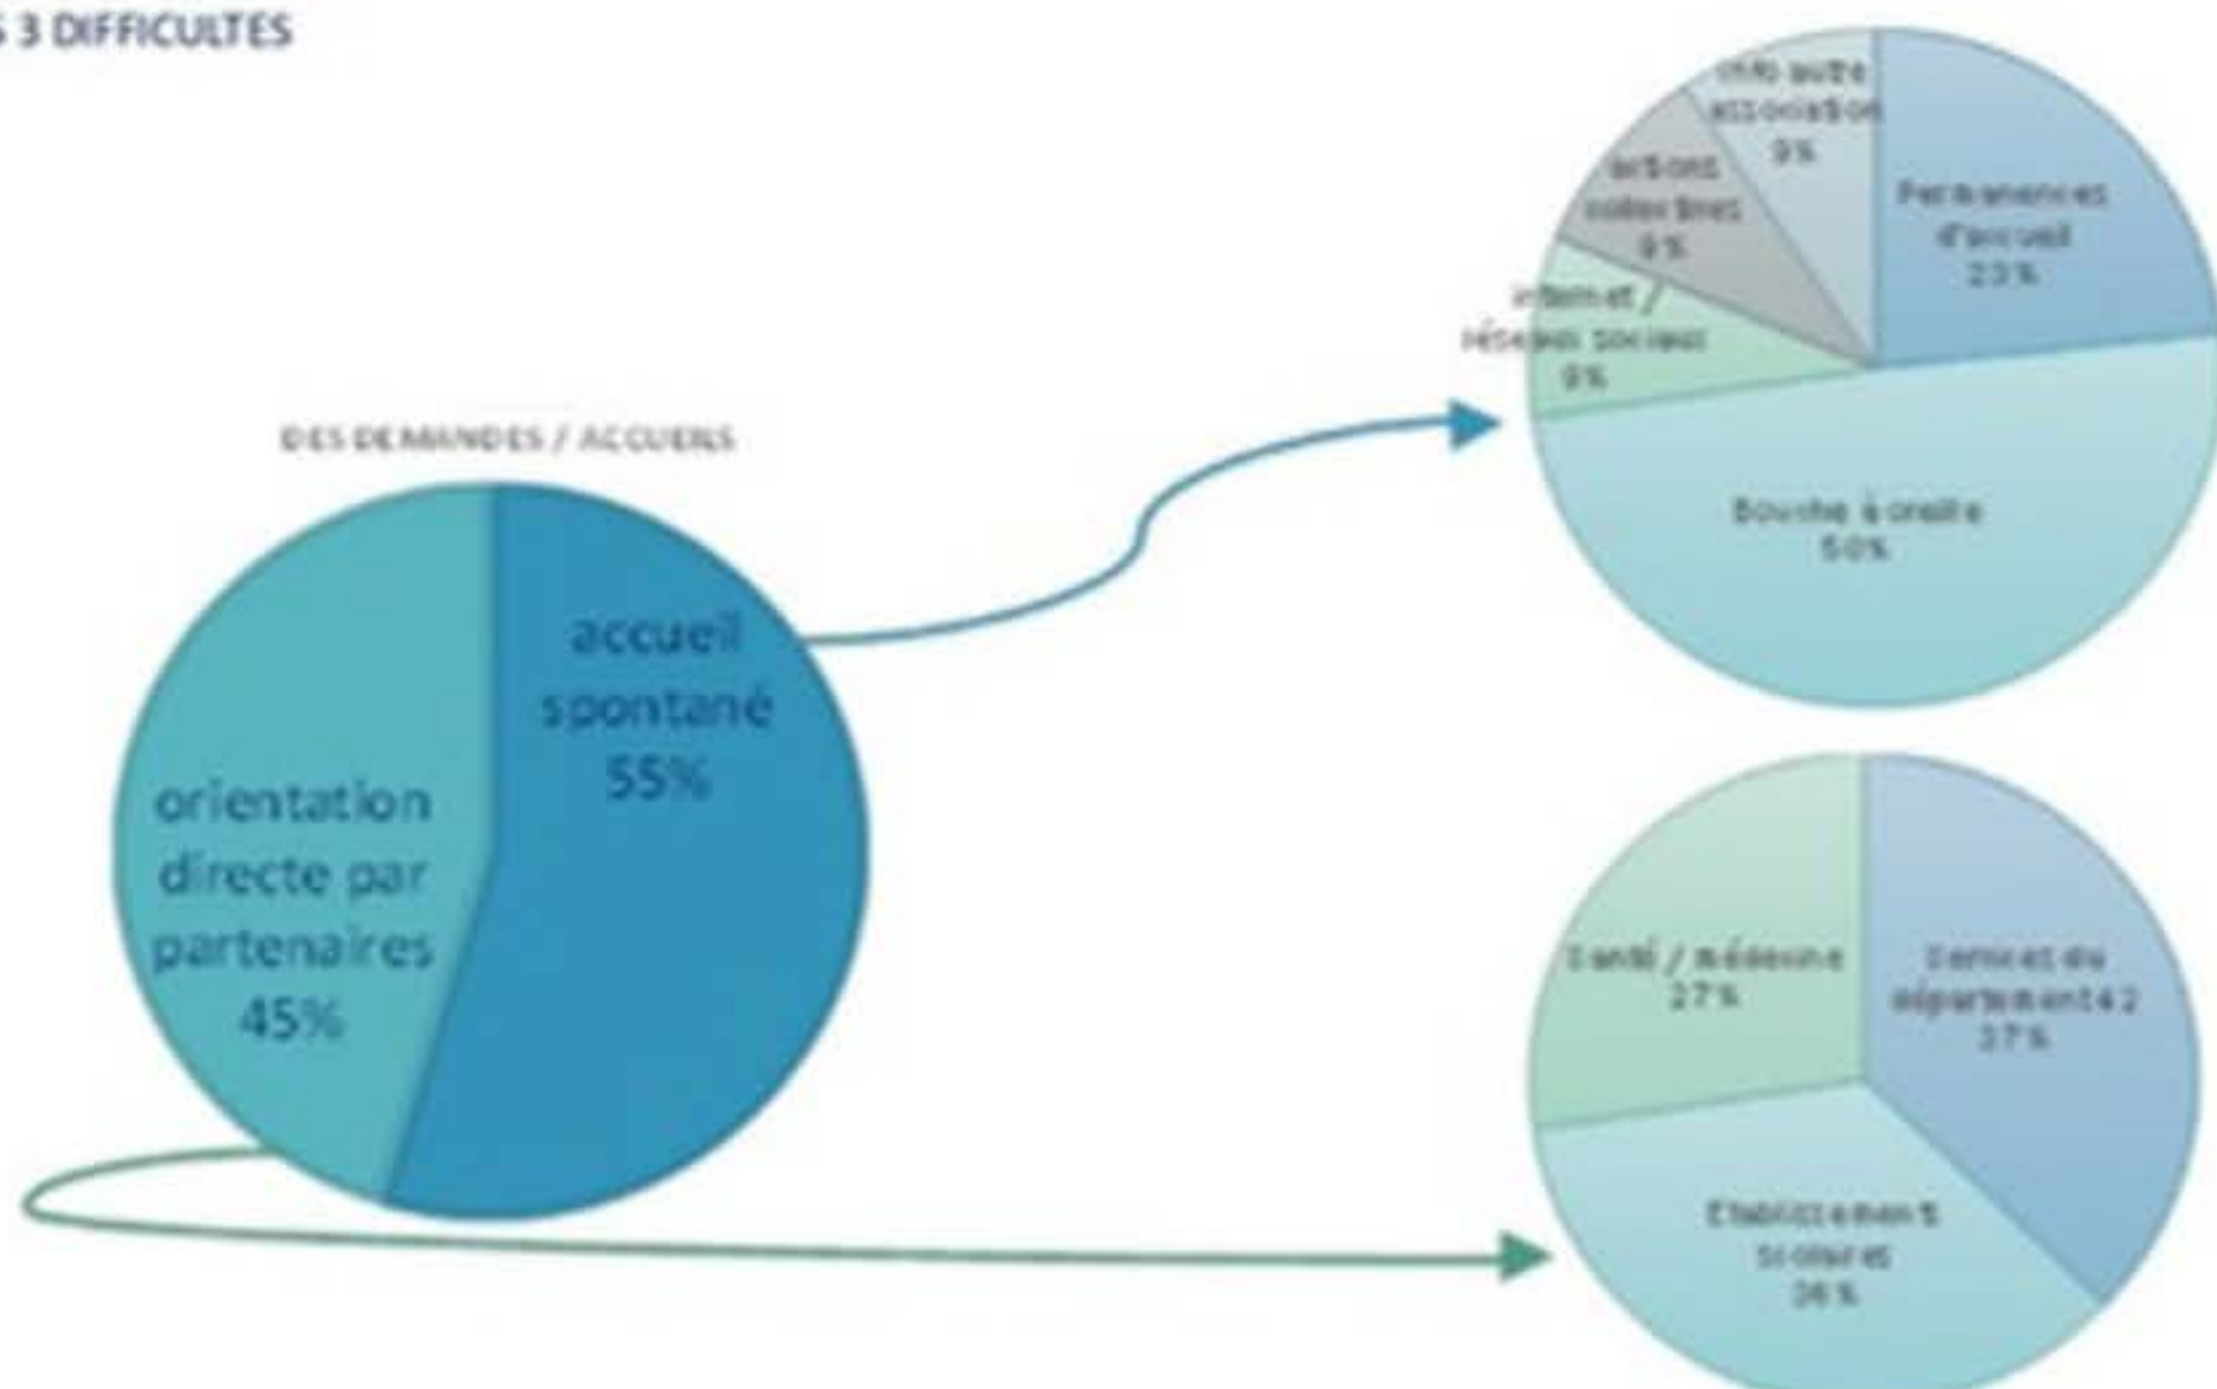 3 DIFFICULTÉS
DES DEMANDES / ACCUEILS
accueil
spontané
55%
orientation
directe par
partenaires
45%
info autre
association
9%
actions
collectives
9%
internet /
réseaux sociaux
9%
Permanences
d'accueil
23%
Bouche à oreille
50%
Santé / médecine
27%
Services du
département 42
37%
Etablissements
scolaires
36%